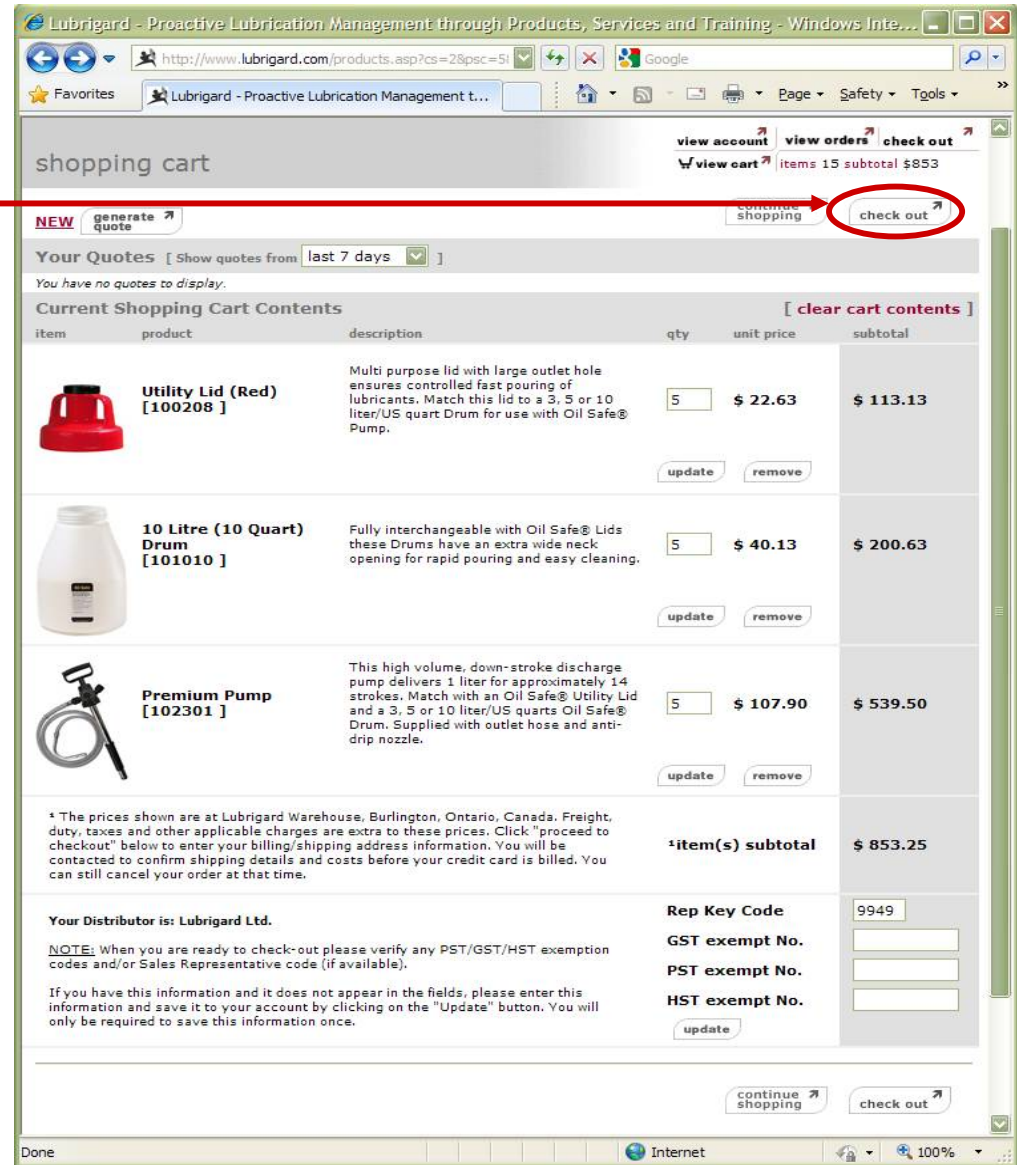 Lubrigard - Proactive Lubrication Management through Products, Services and Training - Windows Inte...
http://www.lubrigard.com/products.asp?cs=2&psc=5
Google
Favorites
Lubrigard - Proactive Lubrication Management t...
Page
Safety
Tools
»
shopping cart
view account view orders check out
view cart items 15 subtotal $853
NEW generate quote
continue shopping
check out
Your Quotes [ Show quotes from last 7 days ]
You have no quotes to display.
Current Shopping Cart Contents [ clear cart contents ]
item product description qty unit price subtotal
Utility Lid (Red)
[100208 ]
Multi purpose lid with large outlet hole
ensures controlled fast pouring of
lubricants. Match this lid to a 3, 5 or 10
liter/US quart Drum for use with Oil Safe®
Pump.
5 $ 22.63 $ 113.13
update remove
10 Litre (10 Quart)
Drum
[101010 ]
Fully interchangeable with Oil Safe® Lids
these Drums have an extra wide neck
opening for rapid pouring and easy cleaning.
5 $ 40.13 $ 200.63
update remove
Premium Pump
[102301 ]
This high volume, down-stroke discharge
pump delivers 1 liter for approximately 14
strokes. Match with an Oil Safe® Utility Lid
and a 3, 5 or 10 liter/US quarts Oil Safe®
Drum. Supplied with outlet hose and anti-
drip nozzle.
5 $ 107.90 $ 539.50
update remove
¹ The prices shown are at Lubrigard Warehouse, Burlington, Ontario, Canada. Freight,
duty, taxes and other applicable charges are extra to these prices. Click "proceed to
checkout" below to enter your billing/shipping address information. You will be
contacted to confirm shipping details and costs before your credit card is billed. You
can still cancel your order at that time.
¹item(s) subtotal $ 853.25
Your Distributor is: Lubrigard Ltd.
NOTE: When you are ready to check-out please verify any PST/GST/HST exemption
codes and/or Sales Representative code (if available).
If you have this information and it does not appear in the fields, please enter this
information and save it to your account by clicking on the "Update" button. You will
only be required to save this information once.
Rep Key Code 9949
GST exempt No.
PST exempt No.
HST exempt No.
update
continue shopping
check out
Done
Internet
100%